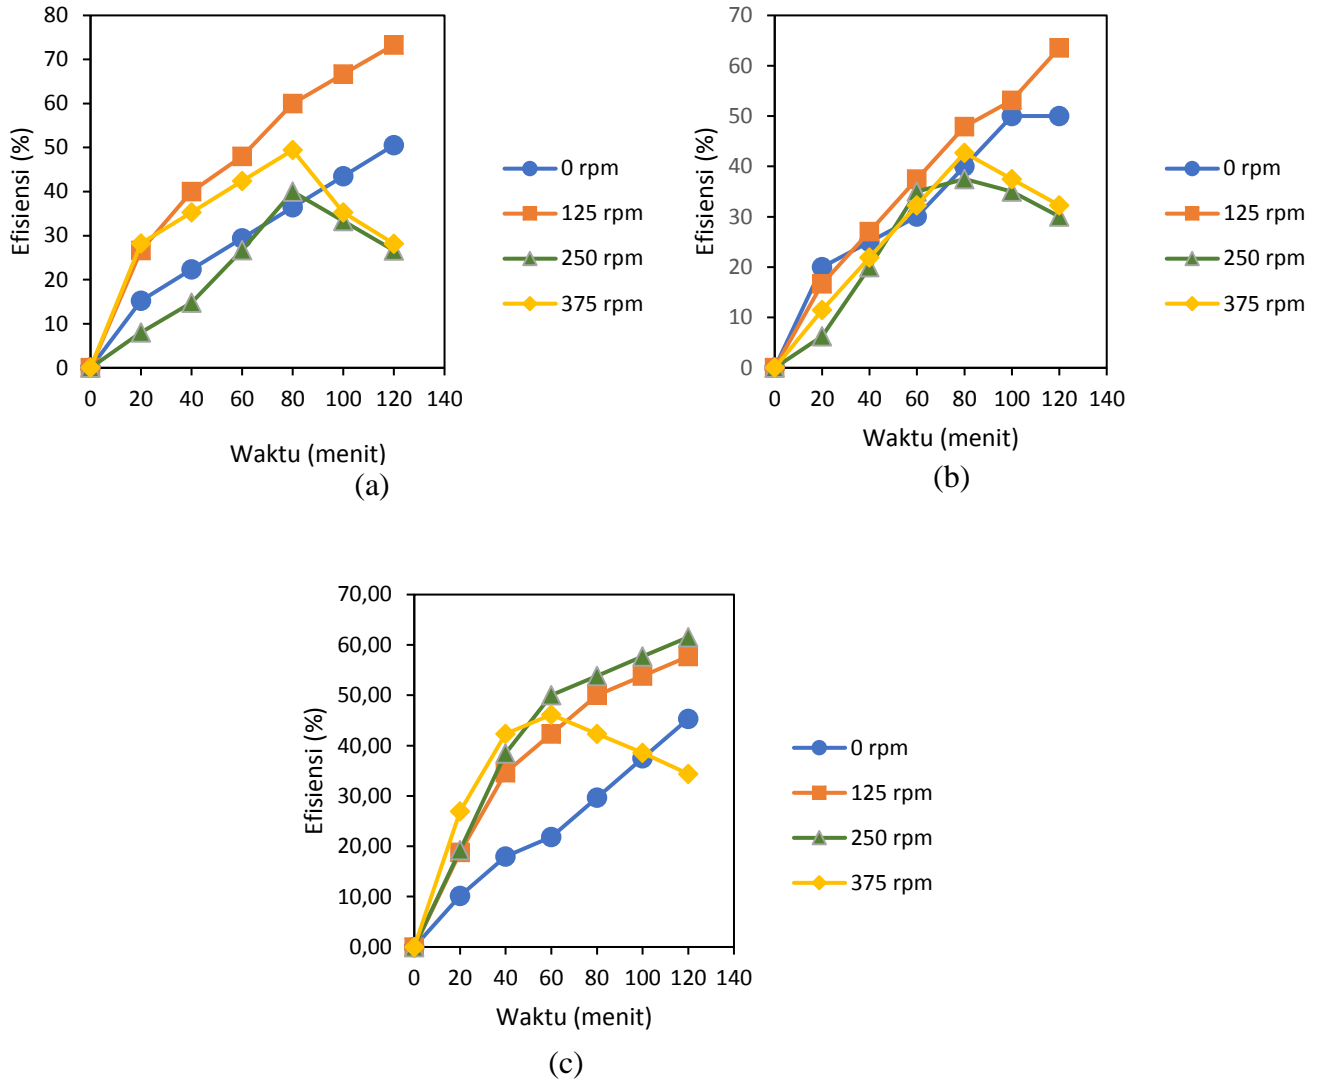 80
70
60
50
40
30
20
10
0
Efisiensi (%)
0 20 40 60 80 100 120 140
Waktu (menit)
0 rpm
125 rpm
250 rpm
375 rpm
(a)
70
60
50
40
30
20
10
0
Efisiensi (%)
0 20 40 60 80 100 120 140
Waktu (menit)
0 rpm
125 rpm
250 rpm
375 rpm
(b)
70,00
60,00
50,00
40,00
30,00
20,00
10,00
0,00
Efisiensi (%)
0 20 40 60 80 100 120 140
Waktu (menit)
0 rpm
125 rpm
250 rpm
375 rpm
(c)